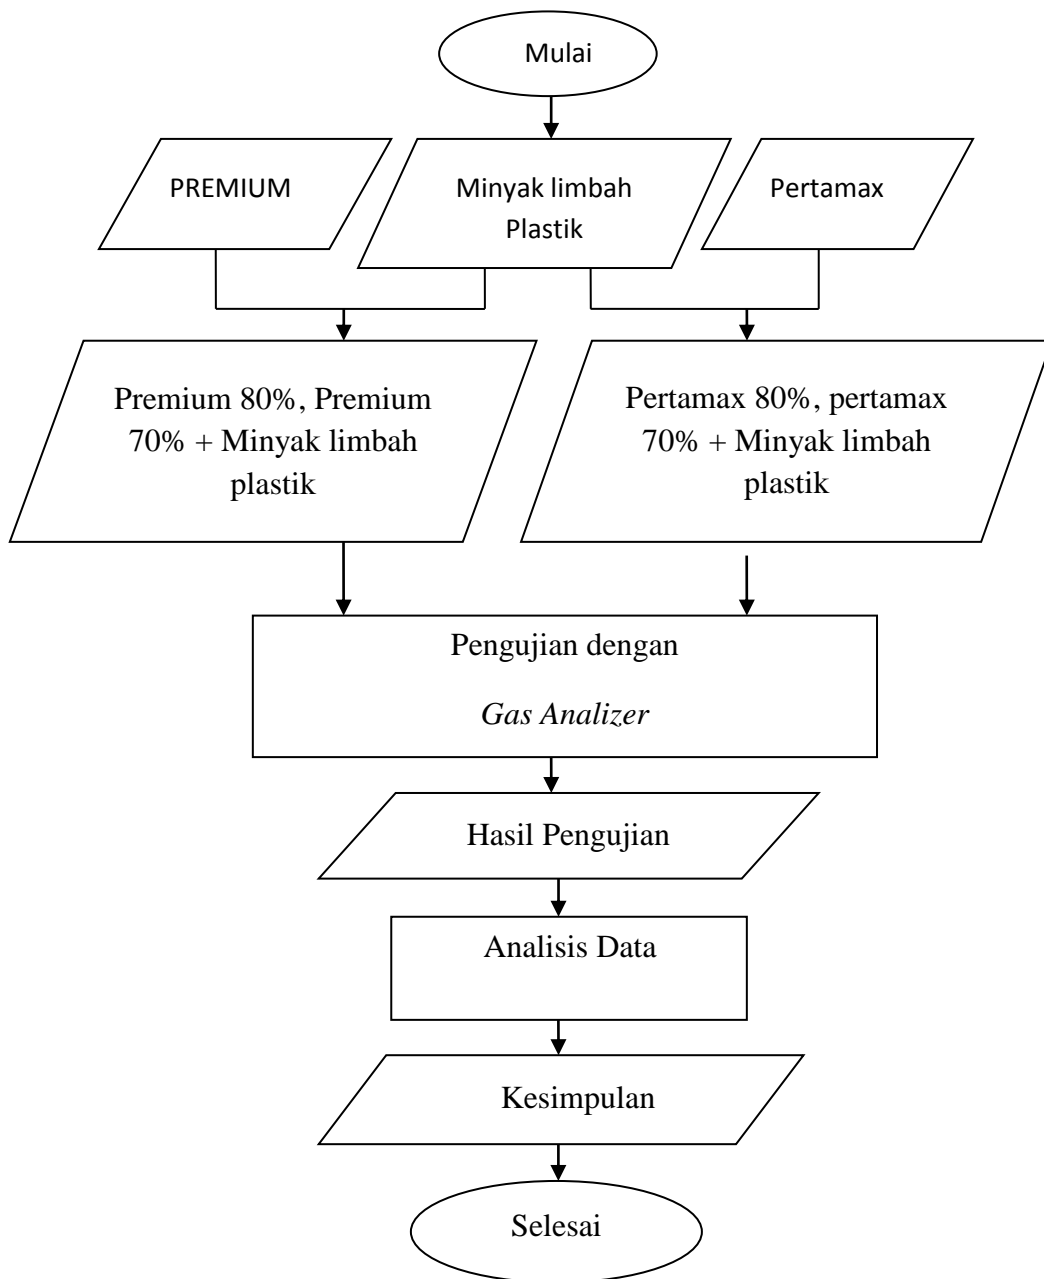 Mulai
PREMIUM
Minyak limbah
Plastik
Pertamax
Premium 80%, Premium
70% + Minyak limbah
plastik
Pertamax 80%, pertamax
70% + Minyak limbah
plastik
Pengujian dengan
Gas Analizer
Hasil Pengujian
Analisis Data
Kesimpulan
Selesai